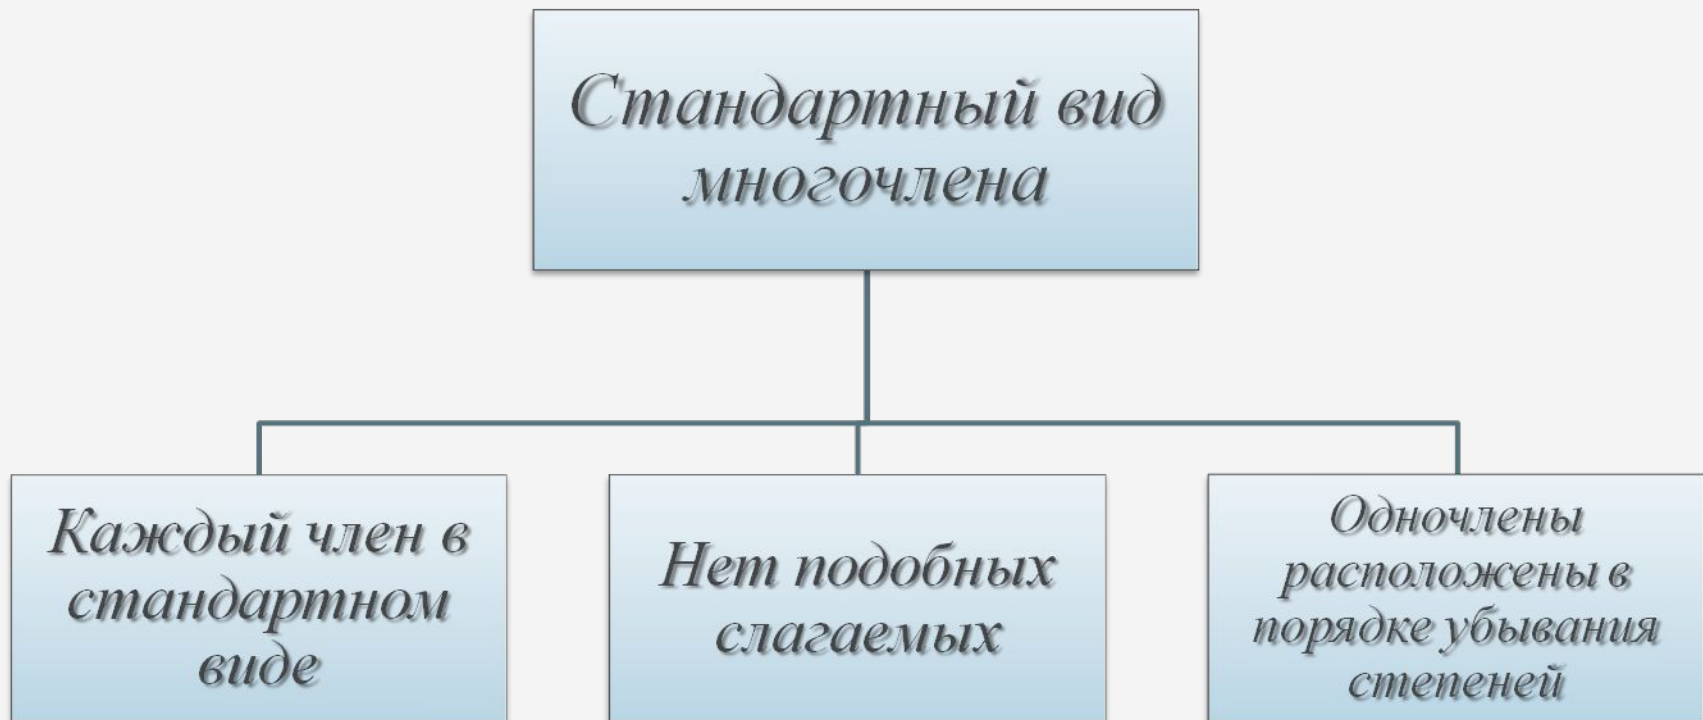 Стандартный вид
многочлена
Каждый член в
стандартном
виде
Нет подобных
слагаемых
Одночлены
расположены в
порядке убывания
степеней